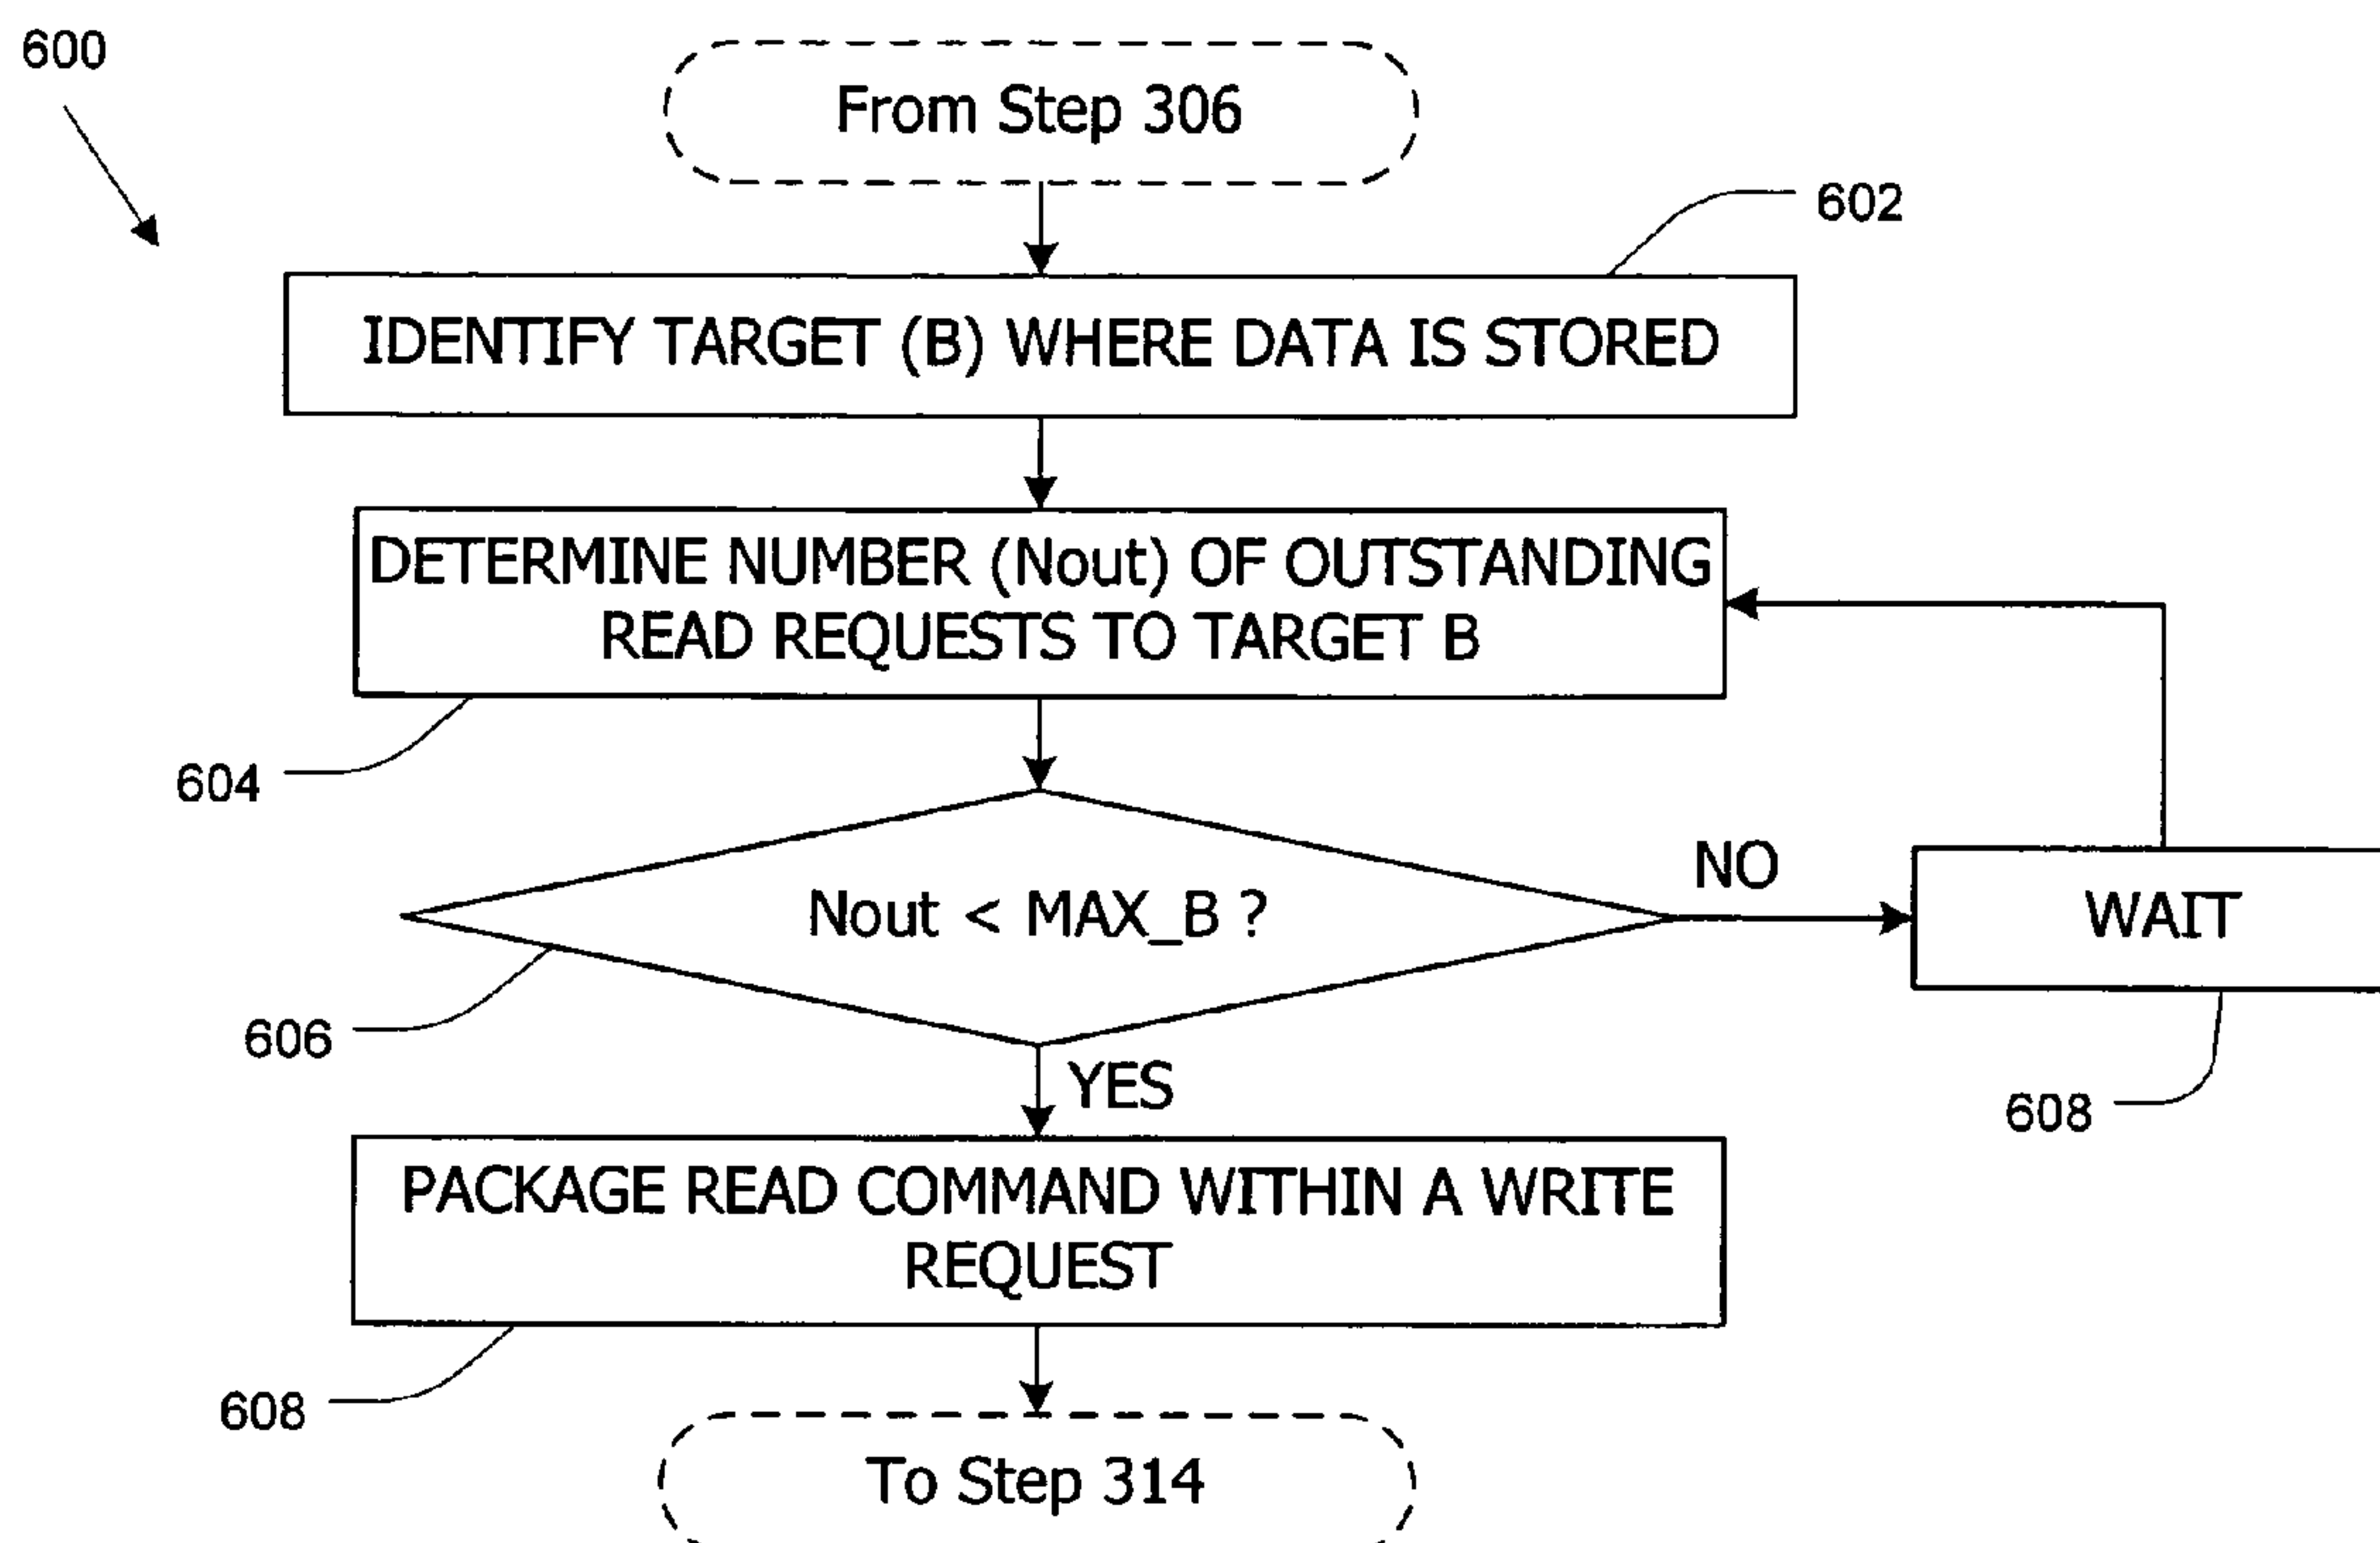 600
From Step 306
602
IDENTIFY TARGET (B) WHERE DATA IS STORED
DETERMINE NUMBER (Nout) OF OUTSTANDING
READ REQUESTS TO TARGET B
604
NO
Nout < MAX_B ?
WAIT
606
YES
608
PACKAGE READ COMMAND WITHIN A WRITE
REQUEST
608
To Step 314